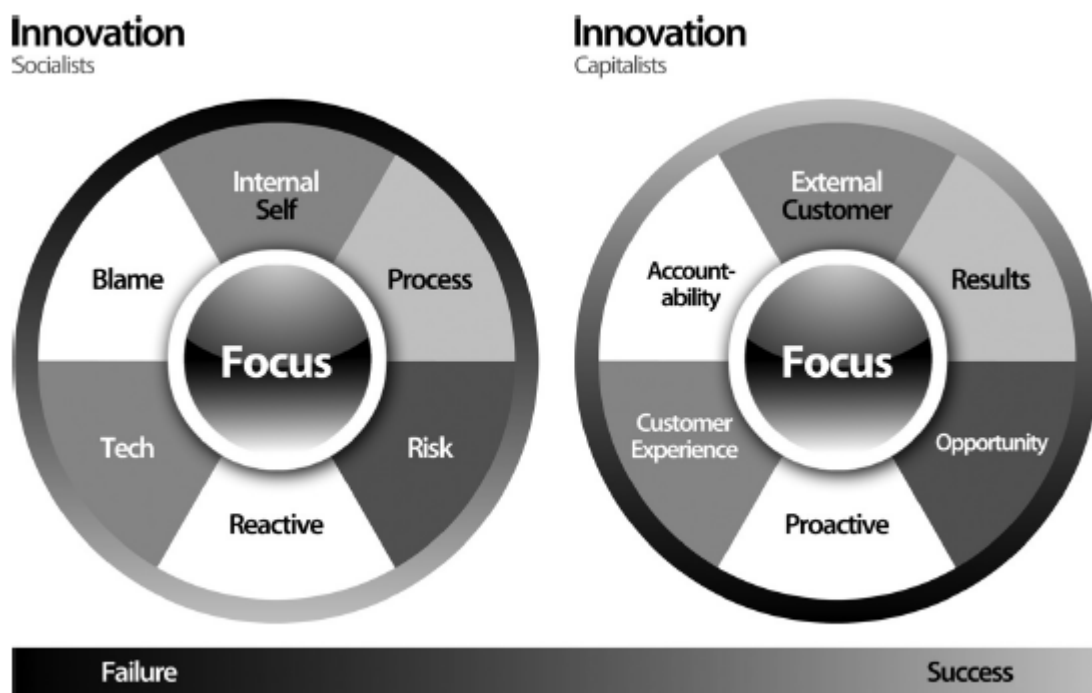 Innovation
Socialists
Internal
Self
Process
Risk
Reactive
Tech
Blame
Focus
Innovation
Capitalists
External
Customer
Results
Opportunity
Proactive
Customer
Experience
Account-
ability
Focus
Failure
Success